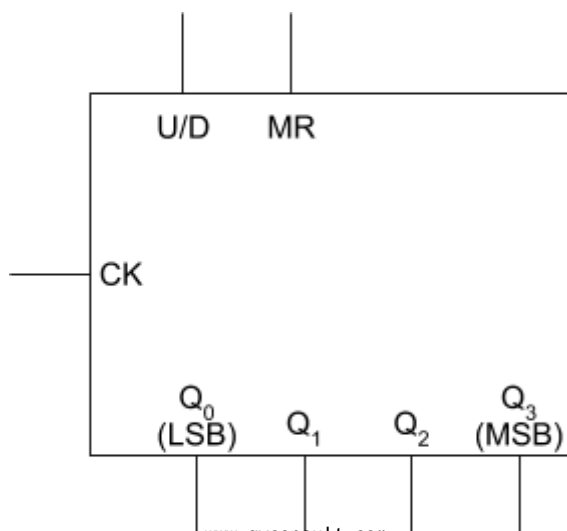 U/D MR
CK
Q₀ Q₃
(LSB) Q₁ Q₂ (MSB)